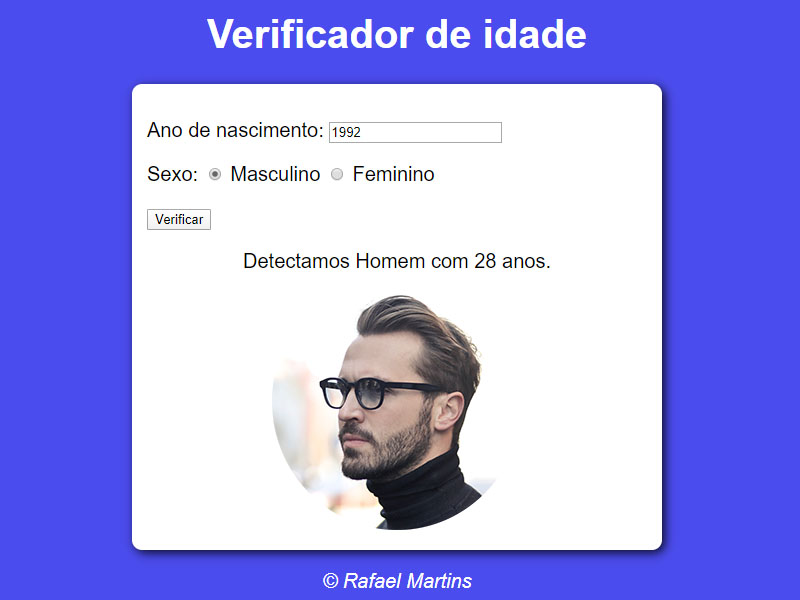 Verificador de idade
Ano de nascimento: 1992
Sexo: Masculino Feminino
Verificar
Detectamos Homem com 28 anos.
© Rafael Martins